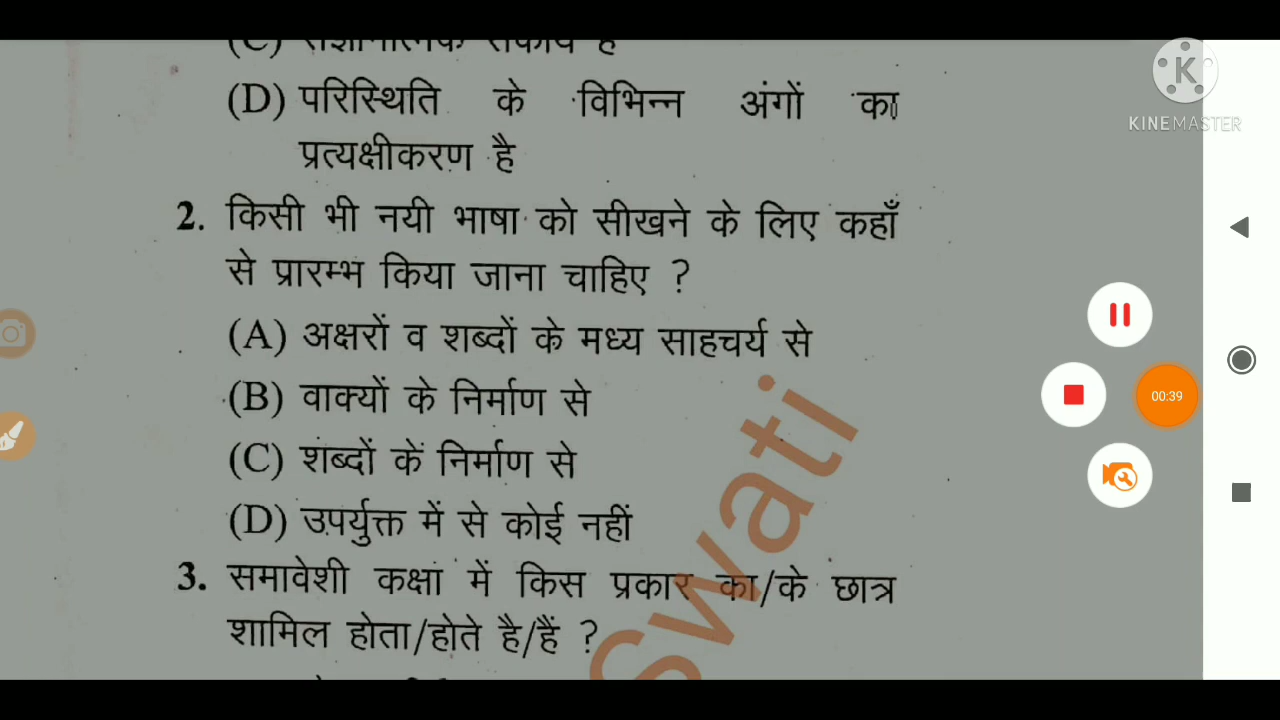 (D) परिस्थिति के विभिन्न अंगों का
प्रत्यक्षीकरण है
2. किसी भी नयी भाषा को सीखने के लिए कहाँ
से प्रारम्भ किया जाना चाहिए ?
(A) अक्षरों व शब्दों के मध्य साहचर्य से
(B) वाक्यों के निर्माण से
(C) शब्दों के निर्माण से
(D) उपर्युक्त में से कोई नहीं
3. समावेशी कक्षा में किस प्रकार का/के छात्र
शामिल होता/होते है/हैं ?
Swati
K
KINEMASTER
00:39